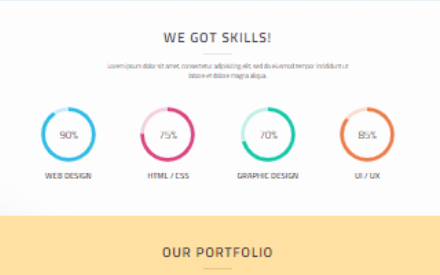 WE GOT SKILLS!
Lorem ipsum dolor sit amet, consectetur adipisicing elit, sed do eiusmod tempor incididunt ut
labore et dolore magna aliqua.
90% 75% 70% 85%
WEB DESIGN HTML / CSS GRAPHIC DESIGN UI / UX
OUR PORTFOLIO